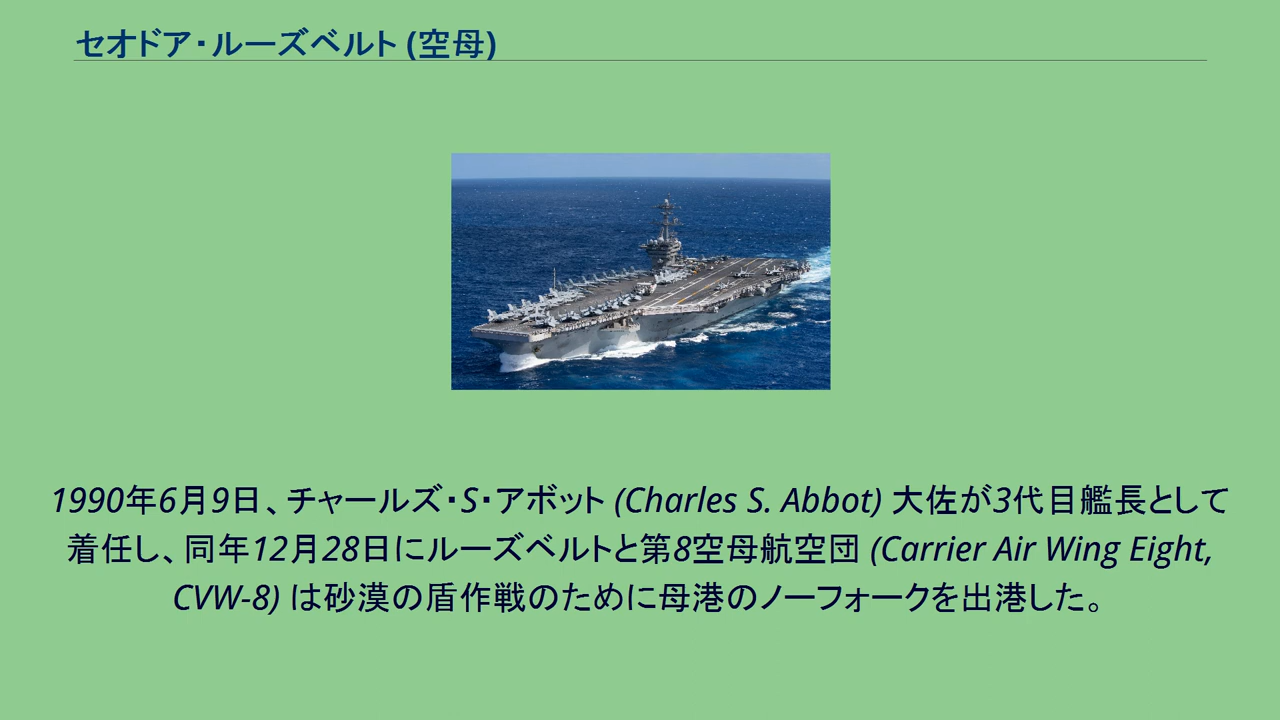 セオドア・ルーズベルト (空母)
1990年6月9日、チャールズ・S・アボット (Charles S. Abbot) 大佐が3代目艦長として
着任し、同年12月28日にルーズベルトと第8空母航空団 (Carrier Air Wing Eight,
CVW-8) は砂漠の盾作戦のために母港のノーフォークを出港した。